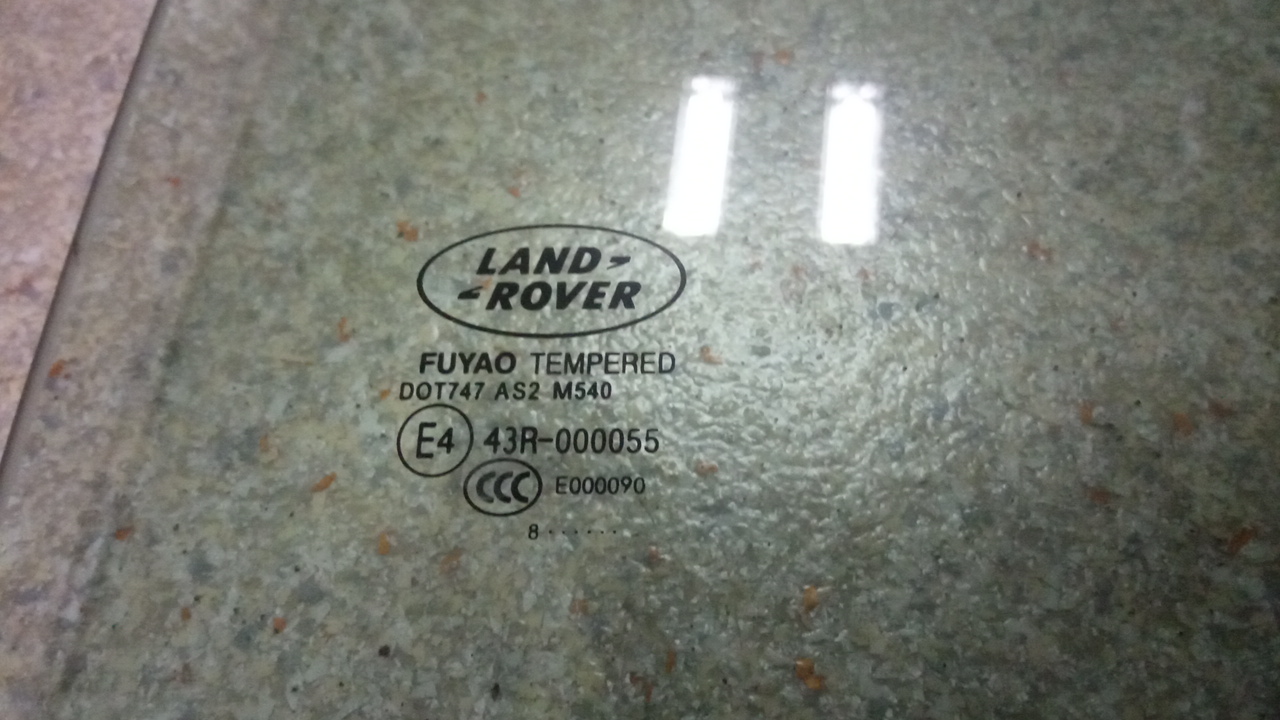 LAND
ROVER
FUYAO TEMPERED
DOT747 AS2 M540
E4 43R-000055
CCC E000090
8 · · · · · ·